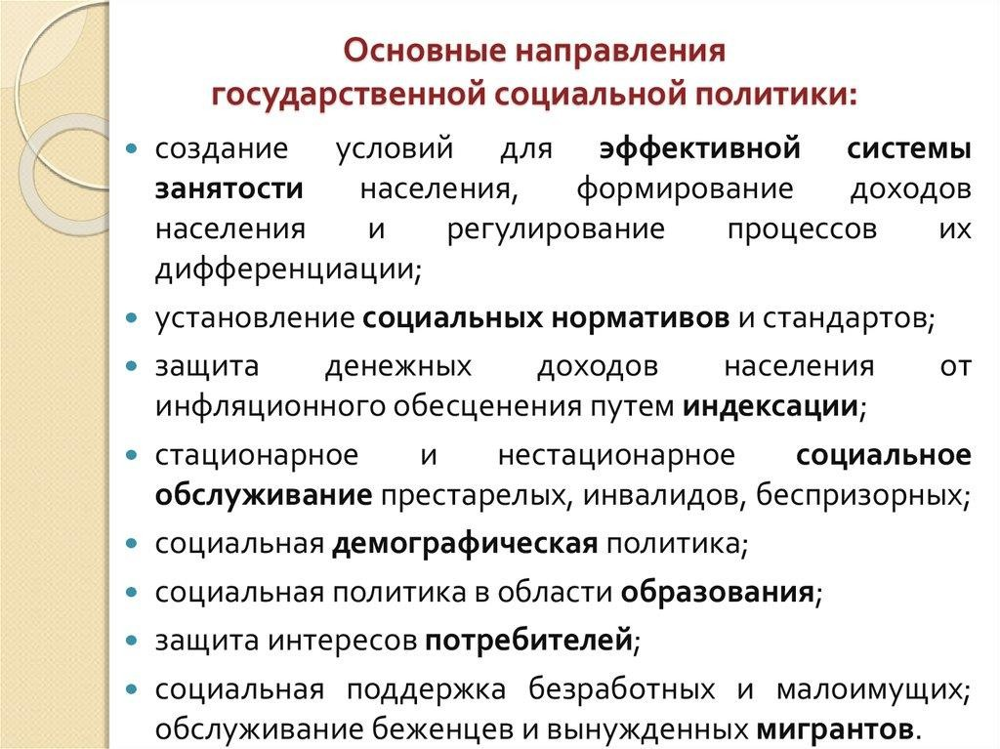 Основные направления
государственной социальной политики:
• создание условий для эффективной системы
занятости населения, формирование доходов
населения и регулирование процессов их
дифференциации;
• установление социальных нормативов и стандартов;
• защита денежных доходов населения от
инфляционного обесценения путем индексации;
• стационарное и нестационарное социальное
обслуживание престарелых, инвалидов, беспризорных;
• социальная демографическая политика;
• социальная политика в области образования;
• защита интересов потребителей;
• социальная поддержка безработных и малоимущих;
обслуживание беженцев и вынужденных мигрантов.